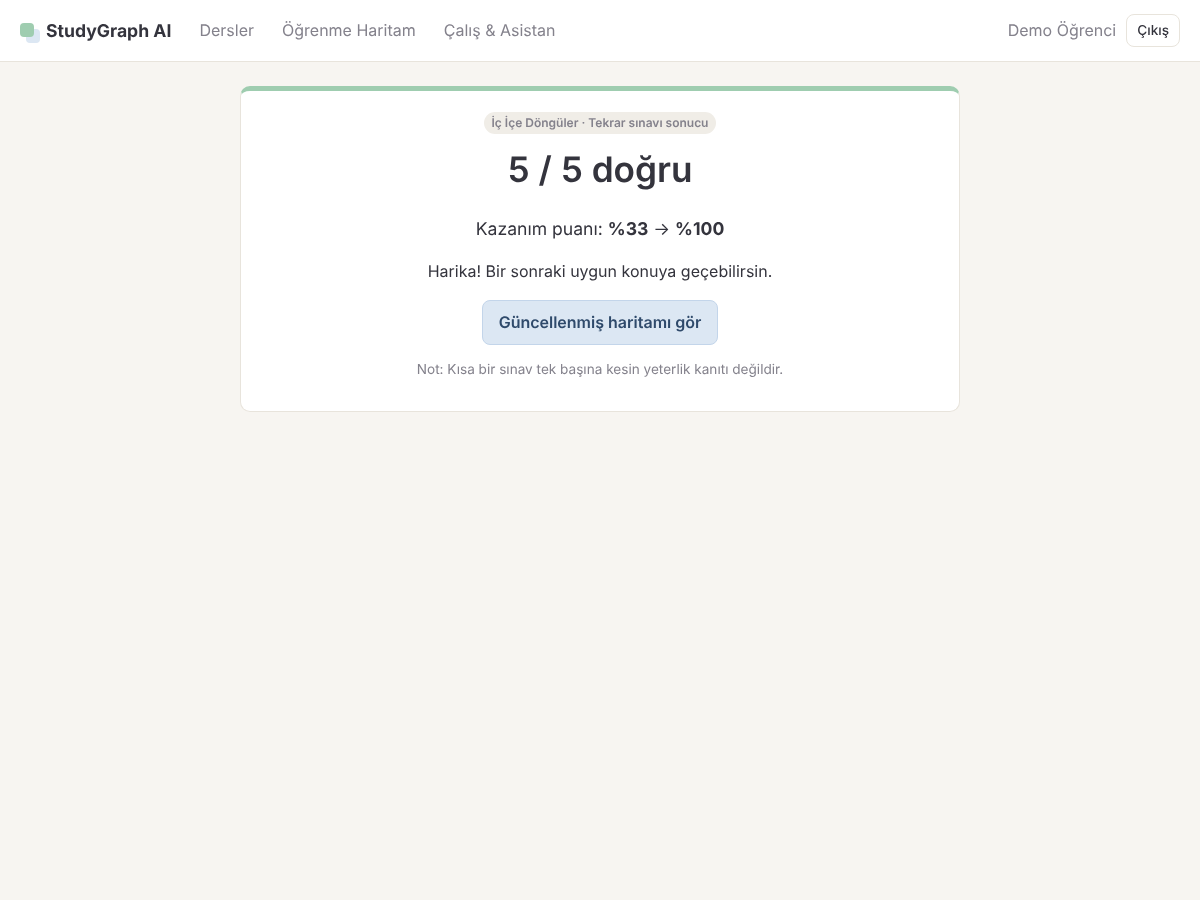 StudyGraph AI
Dersler
Öğrenme Haritam
Çalış & Asistan
Demo Öğrenci
Çıkış
İç İçe Döngüler · Tekrar sınavı sonucu
5 / 5 doğru
Kazanım puanı: %33 → %100
Harika! Bir sonraki uygun konuya geçebilirsin.
Güncellenmiş haritamı gör
Not: Kısa bir sınav tek başına kesin yeterlik kanıtı değildir.